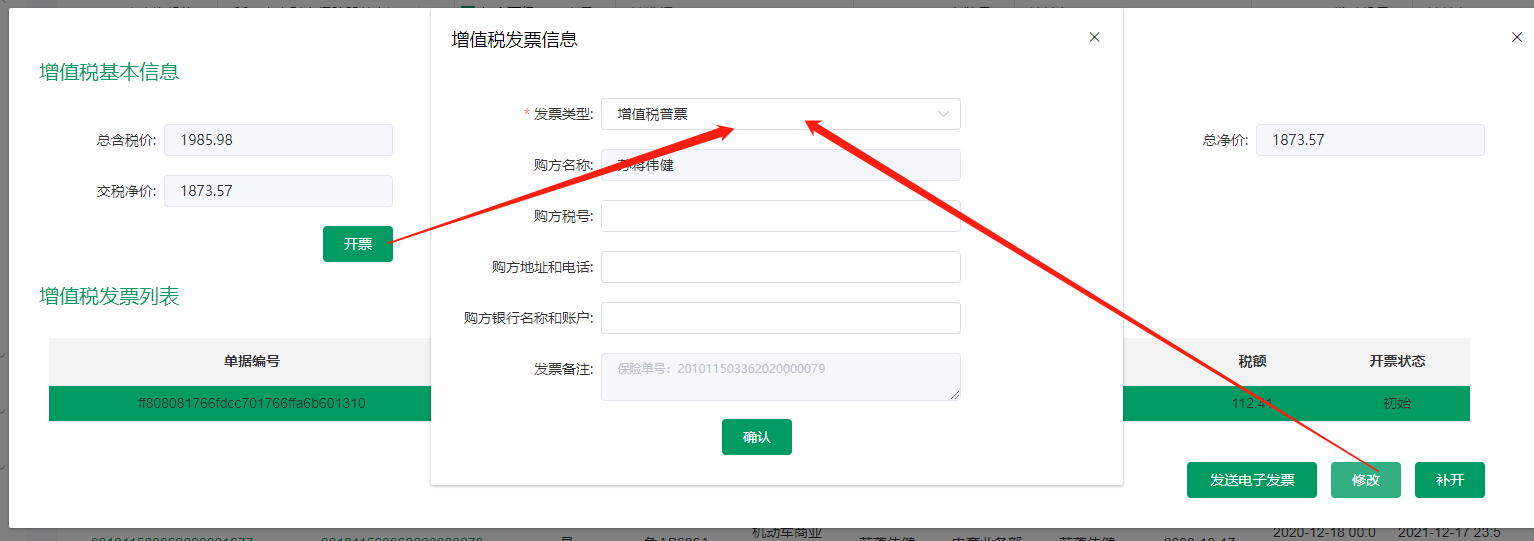 增值税发票信息
增值税基本信息
* 发票类型: 增值税普票
总含税价: 1985.98
总净价: 1873.57
购方名称: 苏蒋伟健
交税净价: 1873.57
购方税号:
开票
购方地址和电话:
增值税发票列表
购方银行名称和账户:
单据编号 税额 开票状态
发票备注: 保险单号：201011503362020000079
ff808081766fdcc701766ffa6b601310 112.41 初始
确认
发送电子发票 修改 补开
机动车商业
2020-12-18 00:0 2021-12-17 23:5